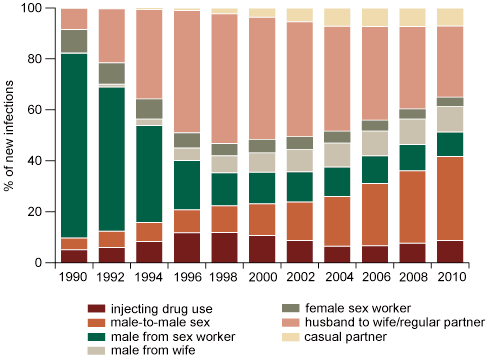 % of new infections
100
80
60
40
20
0
1990 1992 1994 1996 1998 2000 2002 2004 2006 2008 2010
injecting drug use
male-to-male sex
male from sex worker
male from wife
female sex worker
husband to wife/regular partner
casual partner